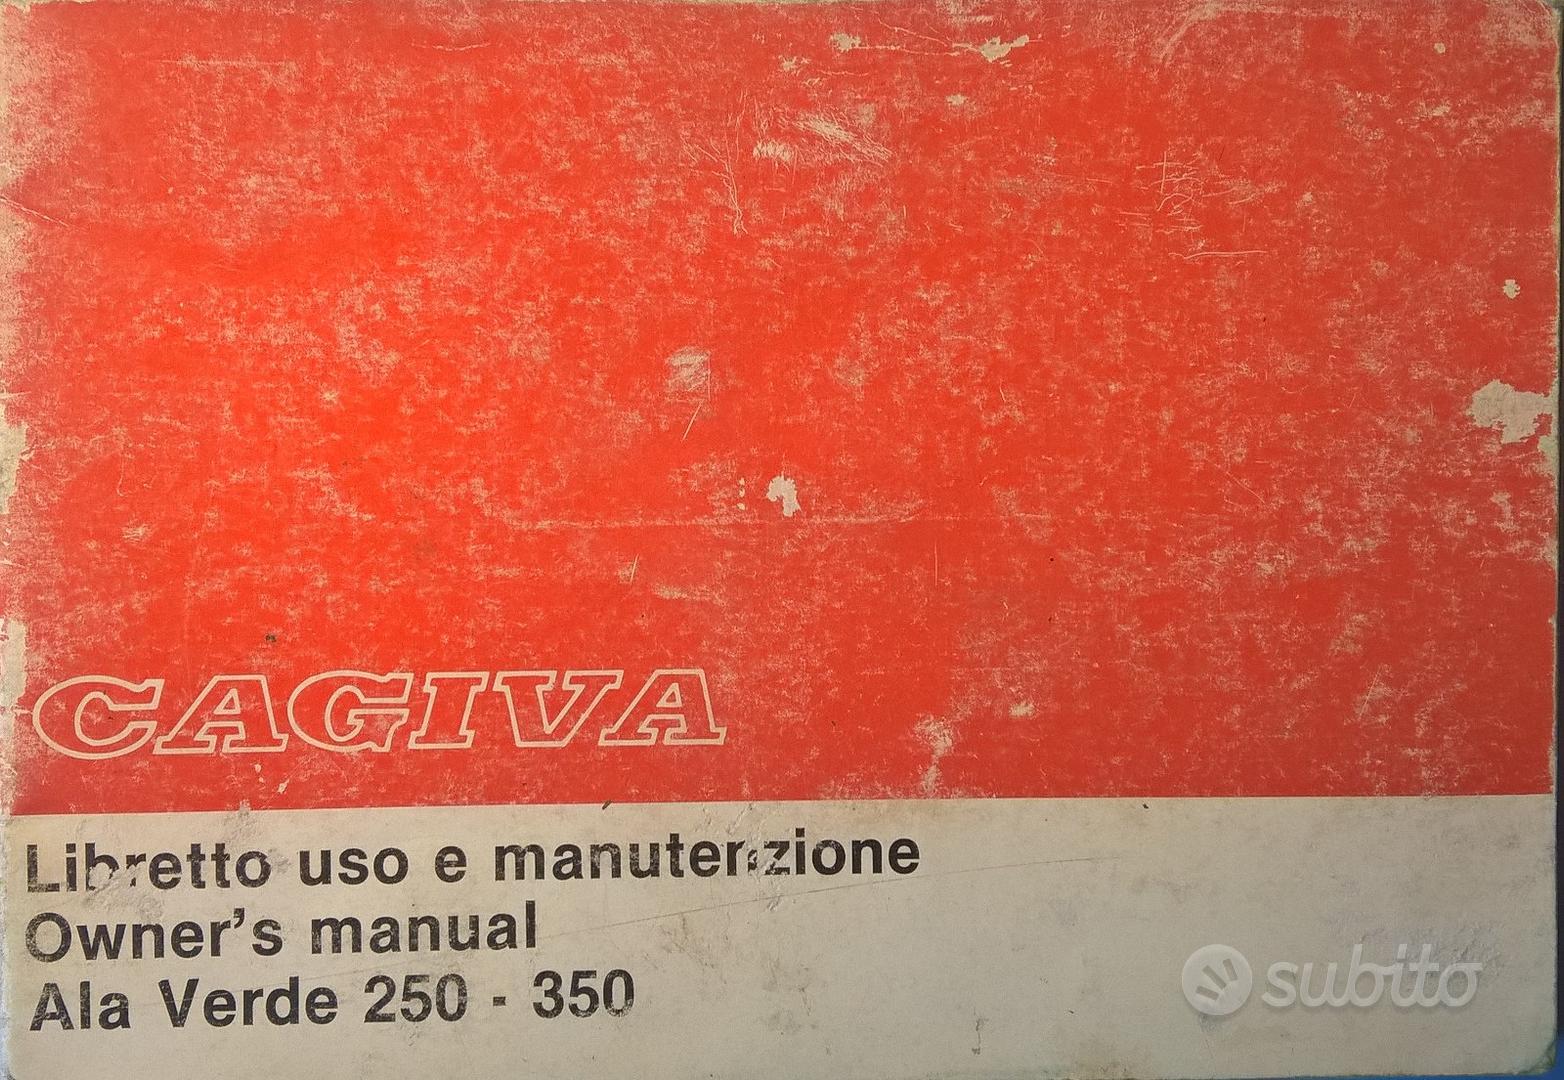 CAGIVA
Libretto uso e manutenzione
Owner's manual
Ala Verde 250 - 350
subito